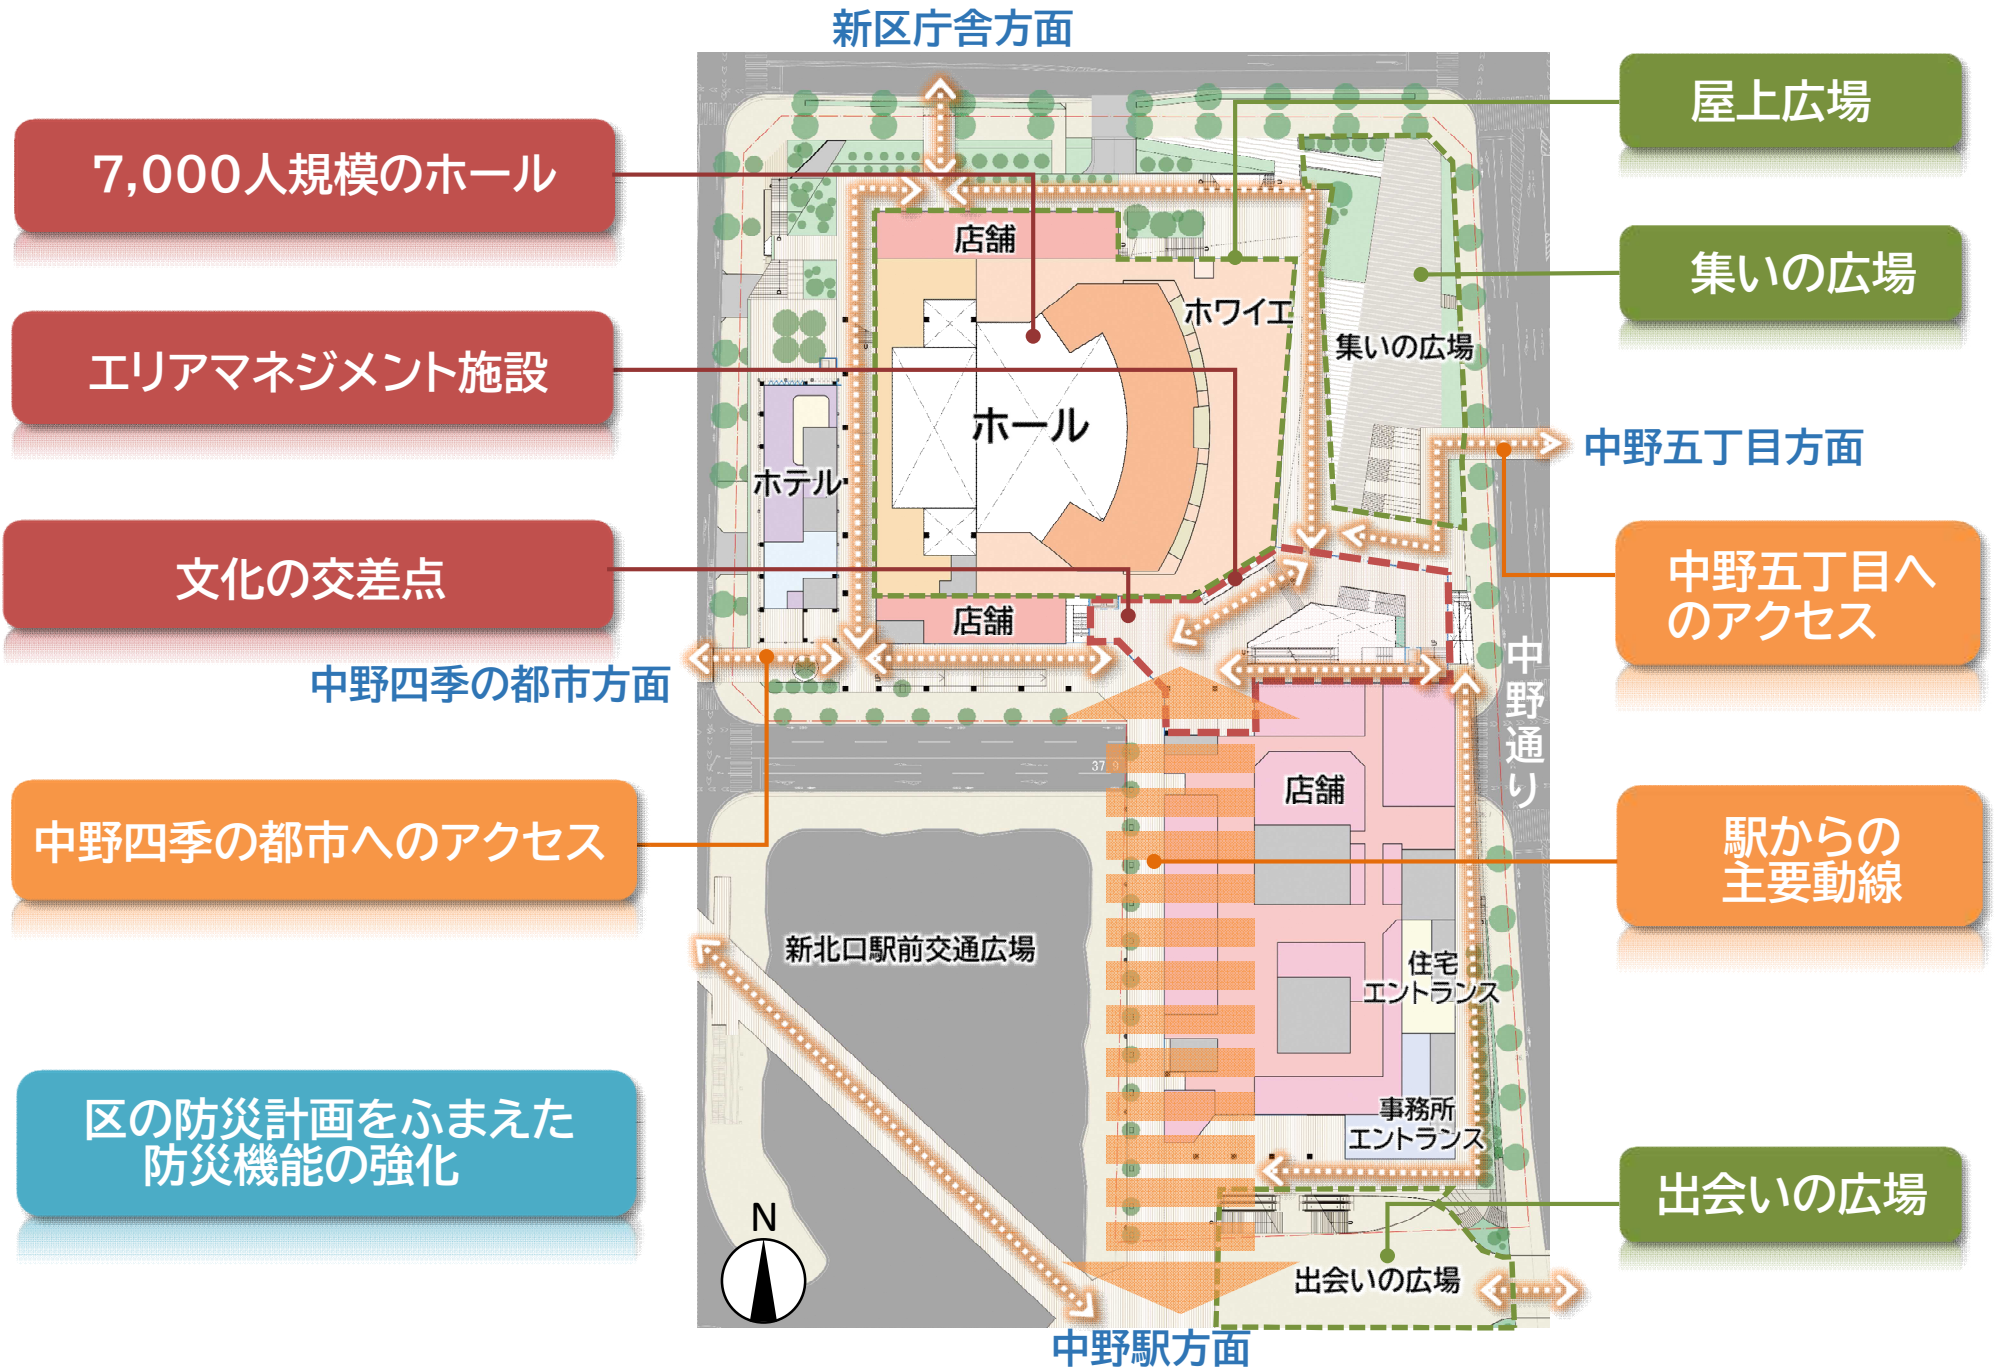 新区庁舎方面
7,000人規模のホール
エリアマネジメント施設
文化の交差点
中野四季の都市方面
中野四季の都市へのアクセス
区の防災計画をふまえた
防災機能の強化
店舗
ホワイエ
集いの広場
ホール
ホテル
店舗
中野通り
37.9
店舗
新北口駅前交通広場
住宅
エントランス
事務所
エントランス
出会いの広場
N
中野駅方面
屋上広場
集いの広場
中野五丁目方面
中野五丁目へ
のアクセス
駅からの
主要動線
出会いの広場